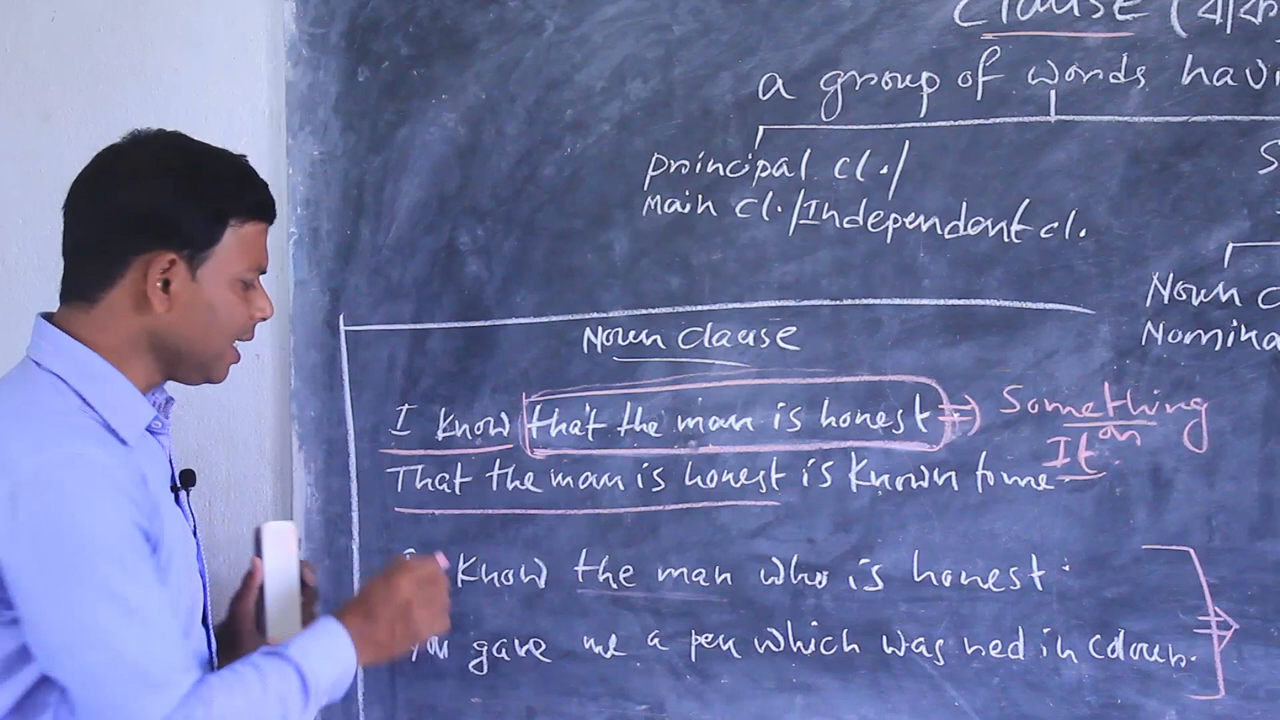 Clause
a group of words havi
principal cl./
Main cl./Independent cl.
Noun C
Nomina
Noun Clause
I know that the man is honest => Something
or
It
That the man is honest is known to me
Know the man who is honest.
You gave me a pen which was red in colour.